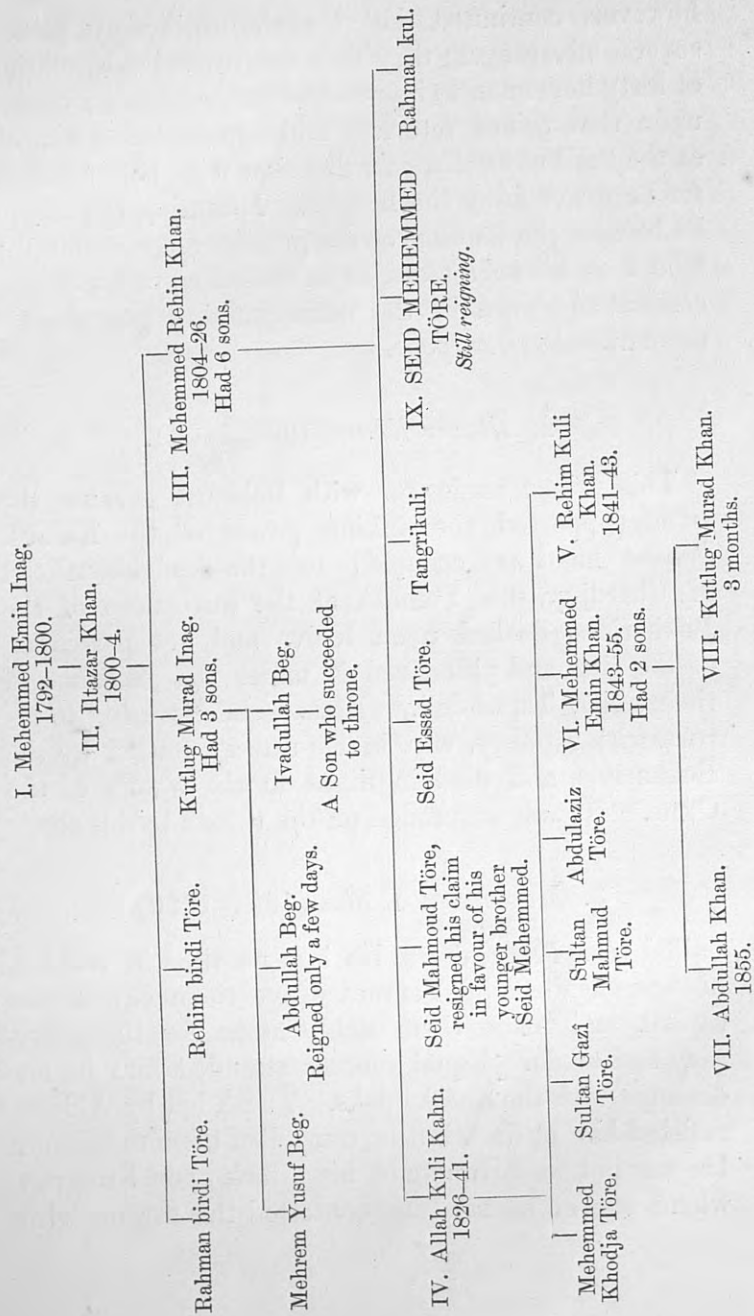 I. Mehemmed Emin Inag.
1792–1800.
II. Iltazar Khan.
1800–4.
Rahman birdi Töre.
Rehim birdi Töre.
Kutlug Murad Inag.
Had 3 sons.
III. Mehemmed Rehin Khan.
1804–26.
Had 6 sons.
Mehrem Yusuf Beg.
Abdullah Beg.
Reigned only a few days.
Ivadullah Beg.
A Son who succeeded
to throne.
IV. Allah Kuli Kahn.
1826–41.
Seid Mahmoud Töre,
resigned his claim
in favour of his
younger brother
Seid Mehemmed.
Seid Essad Töre.
Tangrikuli.
IX. SEID MEHEMMED
TÖRE.
Still reigning.
Rahman kul.
Mehemmed
Khodja Töre.
Sultan Gazî
Töre.
Sultan
Mahmud
Töre.
Abdulaziz
Töre.
VI. Mehemmed
Emin Khan.
1843–55.
Had 2 sons.
V. Rehim Kuli
Khan.
1841–43.
VII. Abdullah Khan.
1855.
VIII. Kutlug Murad Khan.
3 months.